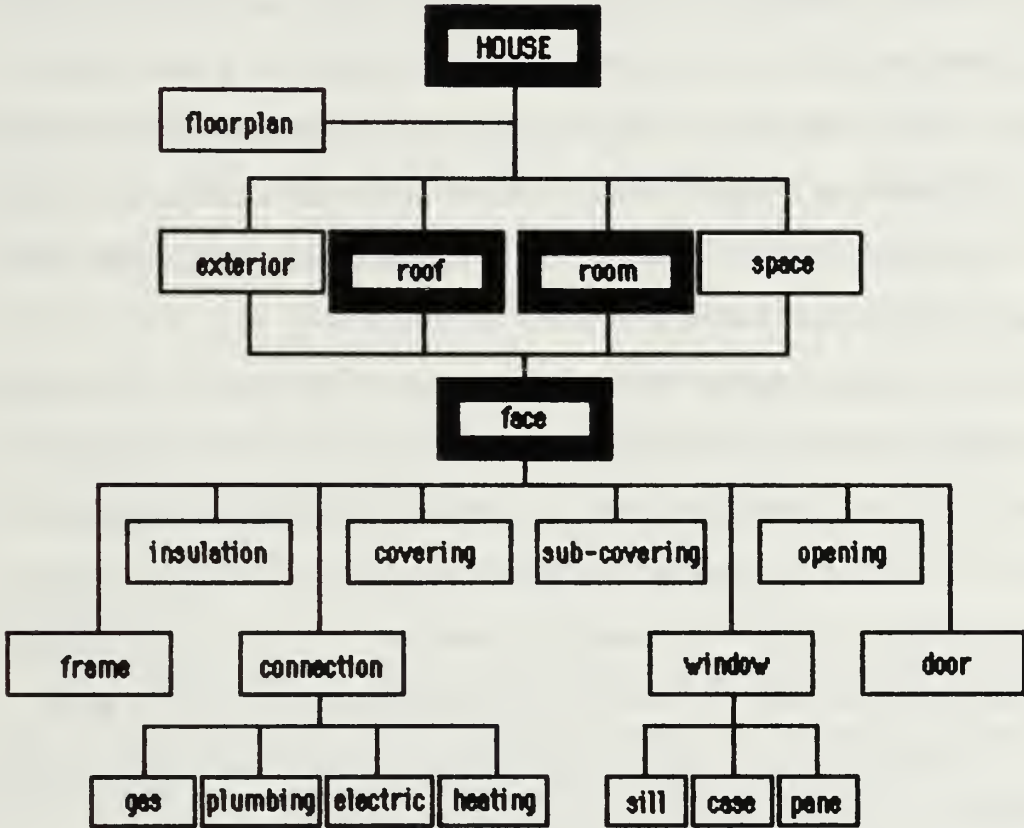 HOUSE
floorplan
exterior
roof
room
space
face
insulation
covering
sub-covering
opening
frame
connection
window
door
gas
plumbing
electric
heating
sill
case
pane